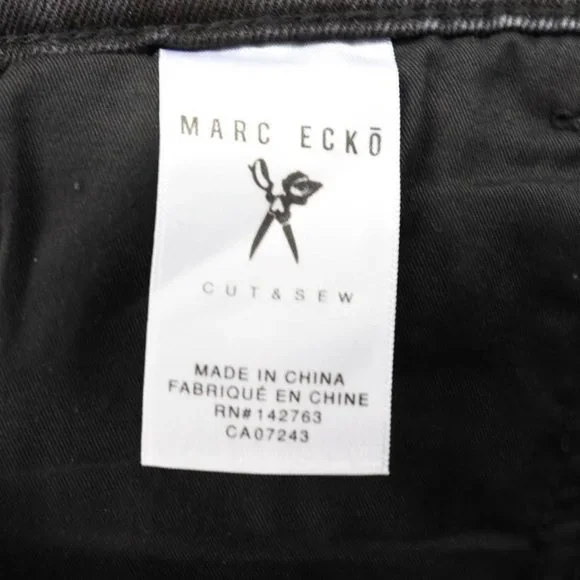 MARC ECKŌ
CUT & SEW
MADE IN CHINA
FABRIQUÉ EN CHINE
RN#142763
CA07243